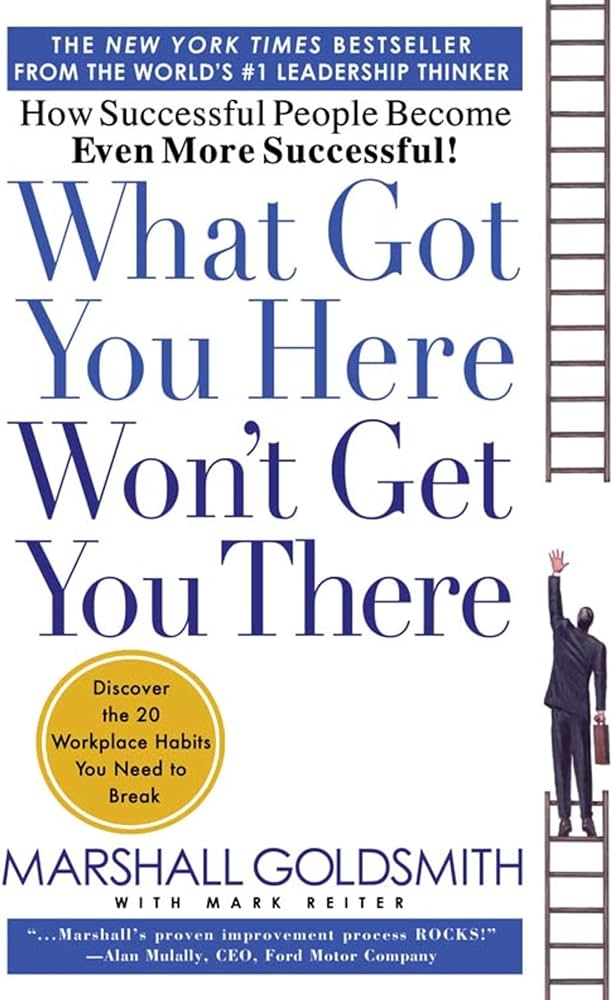 THE NEW YORK TIMES BESTSELLER
FROM THE WORLD'S #1 LEADERSHIP THINKER
How Successful People Become
Even More Successful!
What Got
You Here
Won't Get
You There
Discover
the 20
Workplace Habits
You Need to
Break
MARSHALL GOLDSMITH
WITH MARK REITER
“...Marshall's proven improvement process ROCKS!”
—Alan Mulally, CEO, Ford Motor Company